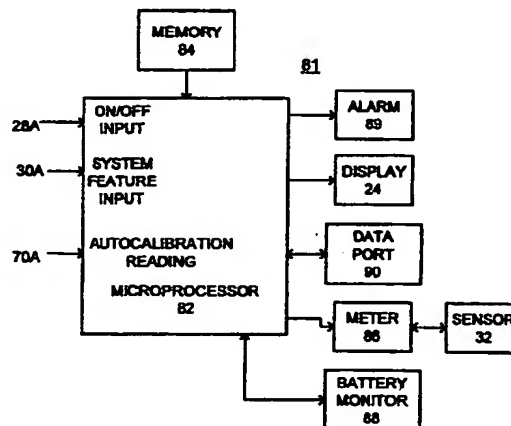 MEMORY
84
81
ON/OFF
INPUT
28A
SYSTEM
FEATURE
INPUT
30A
AUTOCALIBRATION
READING
70A
MICROPROCESSOR
82
ALARM
89
DISPLAY
24
DATA
PORT
90
METER
86
SENSOR
32
BATTERY
MONITOR
88